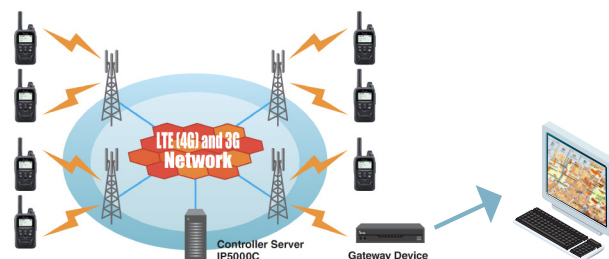 LTE (4G) and 3G
Network
Controller Server
IP5000C
Gateway Device